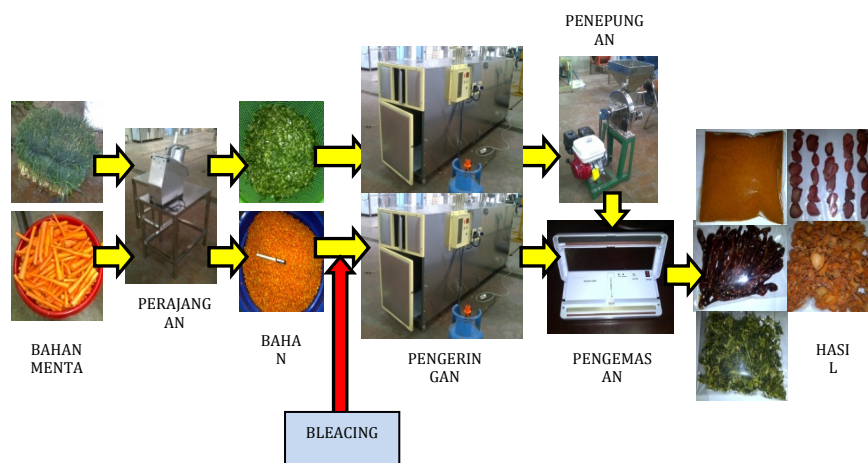 PENEPUNG
AN
BAHAN
MENTA
PERAJANG
AN
BAHA
N
PENGERIN
GAN
PENGEMAS
AN
HASI
L
BLEACING